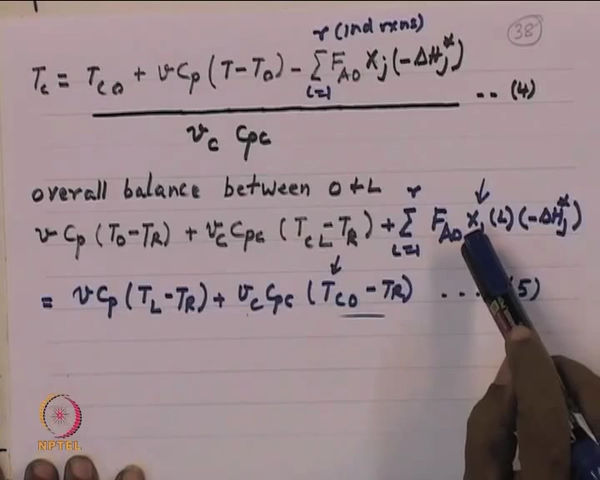 r (ind rxns)
38
T_c = T_c0 + v C_p (T - T_0) - Σ_{i=1} F_A0 X_j (-ΔH_j^*)
v_c C_pc -- (4)
overall balance between 0 & L
v C_p (T_0 - T_R) + v_c C_pc (T_cL - T_R) + Σ_{i=1}^{r} F_A0 X (L) (-ΔH_j^*)
= v C_p (T_L - T_R) + v_c C_pc (T_c0 - T_R) .... (5)
NPTEL